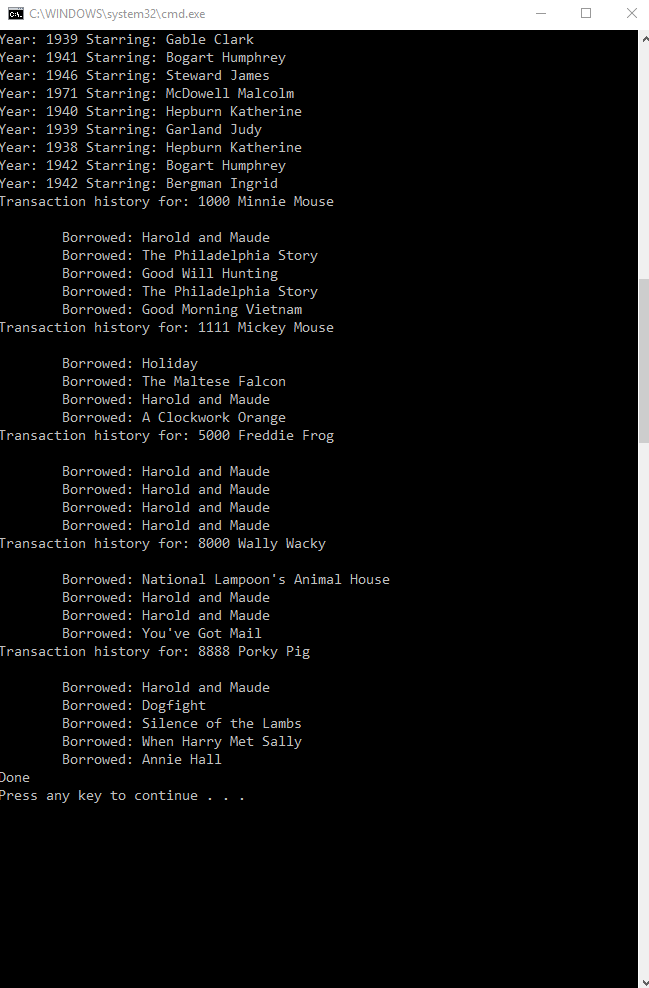 C:\WINDOWS\system32\cmd.exe
Year: 1939 Starring: Gable Clark
Year: 1941 Starring: Bogart Humphrey
Year: 1946 Starring: Steward James
Year: 1971 Starring: McDowell Malcolm
Year: 1940 Starring: Hepburn Katherine
Year: 1939 Starring: Garland Judy
Year: 1938 Starring: Hepburn Katherine
Year: 1942 Starring: Bogart Humphrey
Year: 1942 Starring: Bergman Ingrid
Transaction history for: 1000 Minnie Mouse
Borrowed: Harold and Maude
Borrowed: The Philadelphia Story
Borrowed: Good Will Hunting
Borrowed: The Philadelphia Story
Borrowed: Good Morning Vietnam
Transaction history for: 1111 Mickey Mouse
Borrowed: Holiday
Borrowed: The Maltese Falcon
Borrowed: Harold and Maude
Borrowed: A Clockwork Orange
Transaction history for: 5000 Freddie Frog
Borrowed: Harold and Maude
Borrowed: Harold and Maude
Borrowed: Harold and Maude
Borrowed: Harold and Maude
Transaction history for: 8000 Wally Wacky
Borrowed: National Lampoon's Animal House
Borrowed: Harold and Maude
Borrowed: Harold and Maude
Borrowed: You've Got Mail
Transaction history for: 8888 Porky Pig
Borrowed: Harold and Maude
Borrowed: Dogfight
Borrowed: Silence of the Lambs
Borrowed: When Harry Met Sally
Borrowed: Annie Hall
Done
Press any key to continue . . .